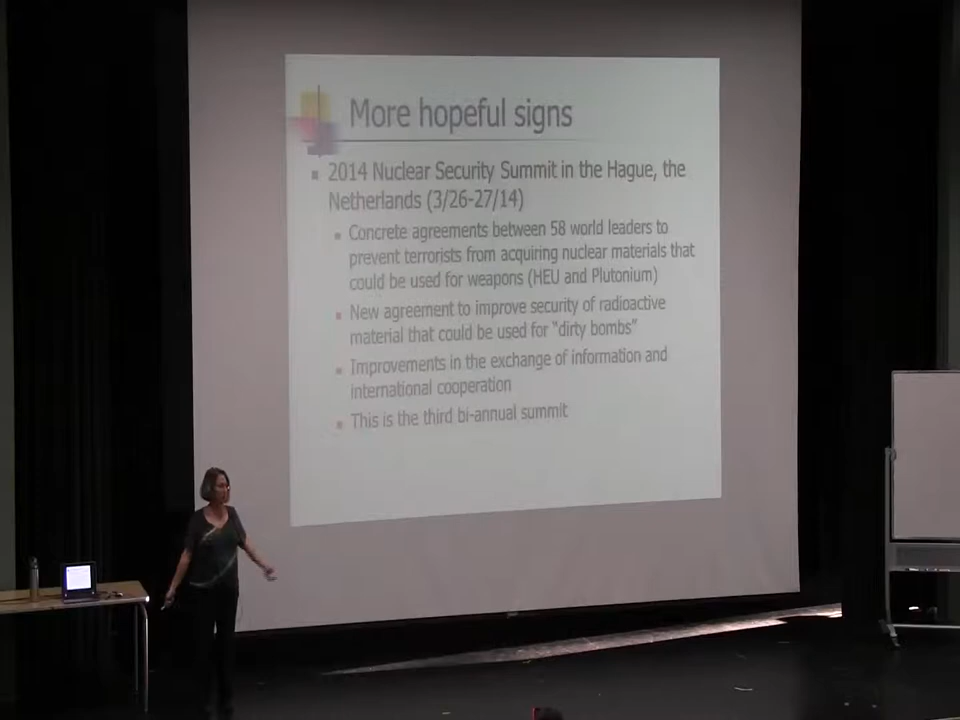 More hopeful signs
2014 Nuclear Security Summit in the Hague, the
Netherlands (3/26-27/14)
Concrete agreements between 58 world leaders to
prevent terrorists from acquiring nuclear materials that
could be used for weapons (HEU and Plutonium)
New agreement to improve security of radioactive
material that could be used for "dirty bombs"
Improvements in the exchange of information and
international cooperation
This is the third bi-annual summit